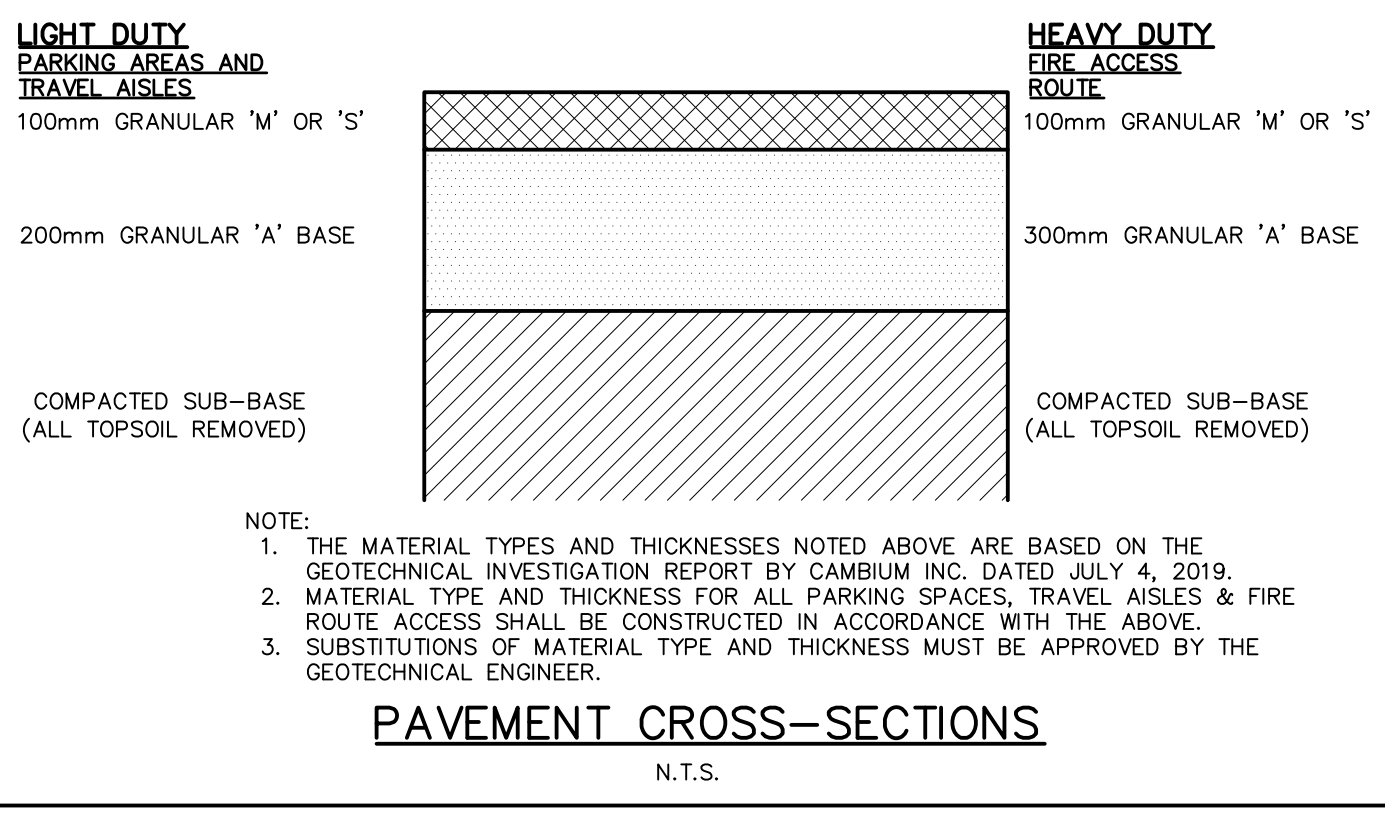 LIGHT DUTY
PARKING AREAS AND
TRAVEL AISLES
100mm GRANULAR 'M' OR 'S'
200mm GRANULAR 'A' BASE
COMPACTED SUB-BASE
(ALL TOPSOIL REMOVED)
HEAVY DUTY
FIRE ACCESS
ROUTE
100mm GRANULAR 'M' OR 'S'
300mm GRANULAR 'A' BASE
COMPACTED SUB-BASE
(ALL TOPSOIL REMOVED)
NOTE:
1. THE MATERIAL TYPES AND THICKNESSES NOTED ABOVE ARE BASED ON THE
GEOTECHNICAL INVESTIGATION REPORT BY CAMBIUM INC. DATED JULY 4, 2019.
2. MATERIAL TYPE AND THICKNESS FOR ALL PARKING SPACES, TRAVEL AISLES & FIRE
ROUTE ACCESS SHALL BE CONSTRUCTED IN ACCORDANCE WITH THE ABOVE.
3. SUBSTITUTIONS OF MATERIAL TYPE AND THICKNESS MUST BE APPROVED BY THE
GEOTECHNICAL ENGINEER.
PAVEMENT CROSS-SECTIONS
N.T.S.